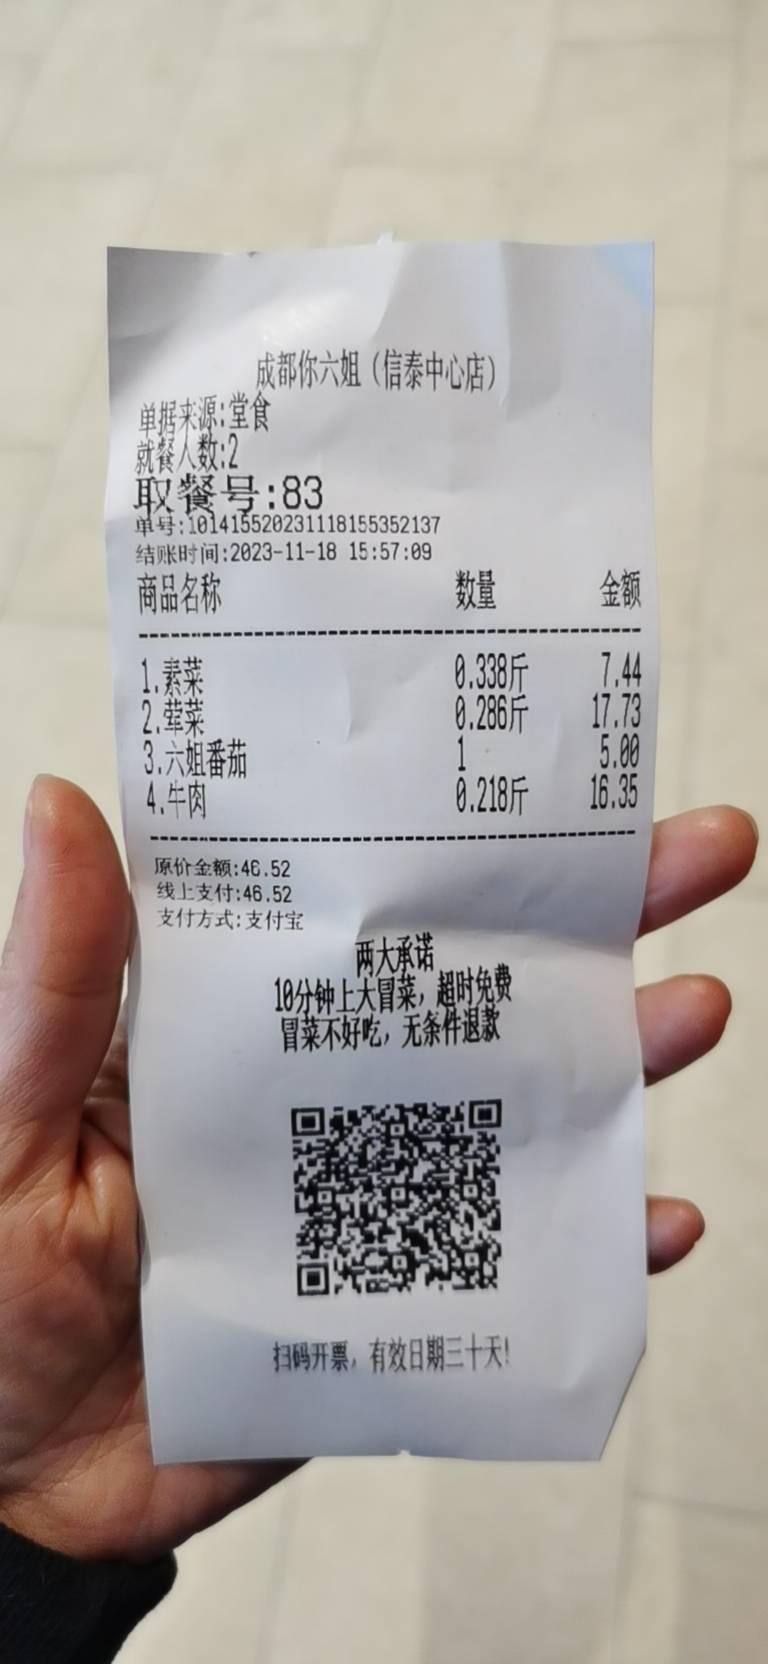 成都你六姐（信泰中心店）
单据来源:堂食
就餐人数:2
取餐号:83
单号:1014155202311181553521​37
结账时间:2023-11-18 15:57:09
商品名称 数量 金额
1.素菜 0.338斤 7.44
2.荤菜 0.286斤 17.73
3.六姐番茄 1 5.00
4.牛肉 0.218斤 16.35
原价金额:46.52
线上支付:46.52
支付方式:支付宝
两大承诺
10分钟上大冒菜，超时免费
冒菜不好吃，无条件退款
扫码开票，有效日期三十天!